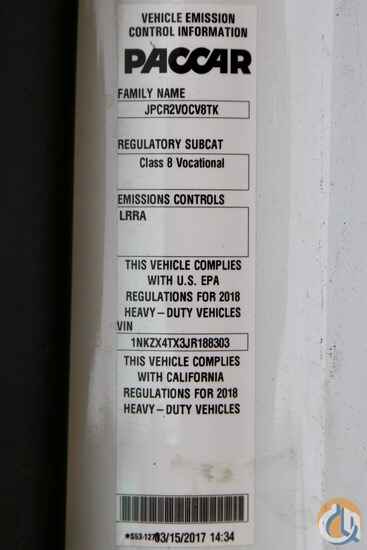 VEHICLE EMISSION
CONTROL INFORMATION
PACCAR
FAMILY NAME
JPCR2VOCV8TK
REGULATORY SUBCAT
Class 8 Vocational
EMISSIONS CONTROLS
LRRA
THIS VEHICLE COMPLIES
WITH U.S. EPA
REGULATIONS FOR 2018
HEAVY-DUTY VEHICLES
VIN
1NKZX4TX3JR188303
THIS VEHICLE COMPLIES
WITH CALIFORNIA
REGULATIONS FOR 2018
HEAVY-DUTY VEHICLES
03/15/2017 14:34